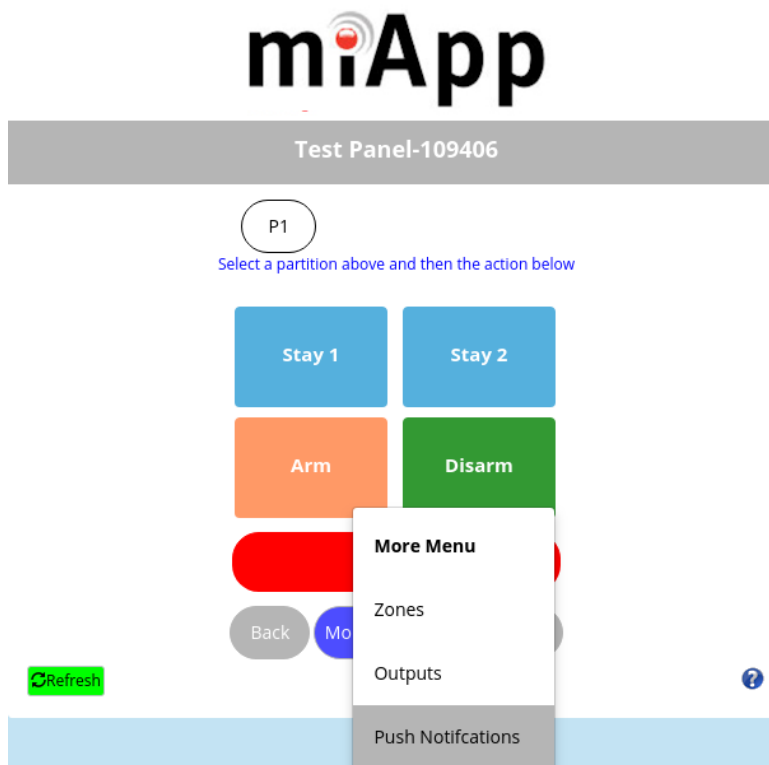 miApp
Test Panel-109406
P1
Select a partition above and then the action below
Stay 1
Stay 2
Arm
Disarm
More Menu
Zones
Back
Mo
Outputs
Refresh
?
Push Notifcations